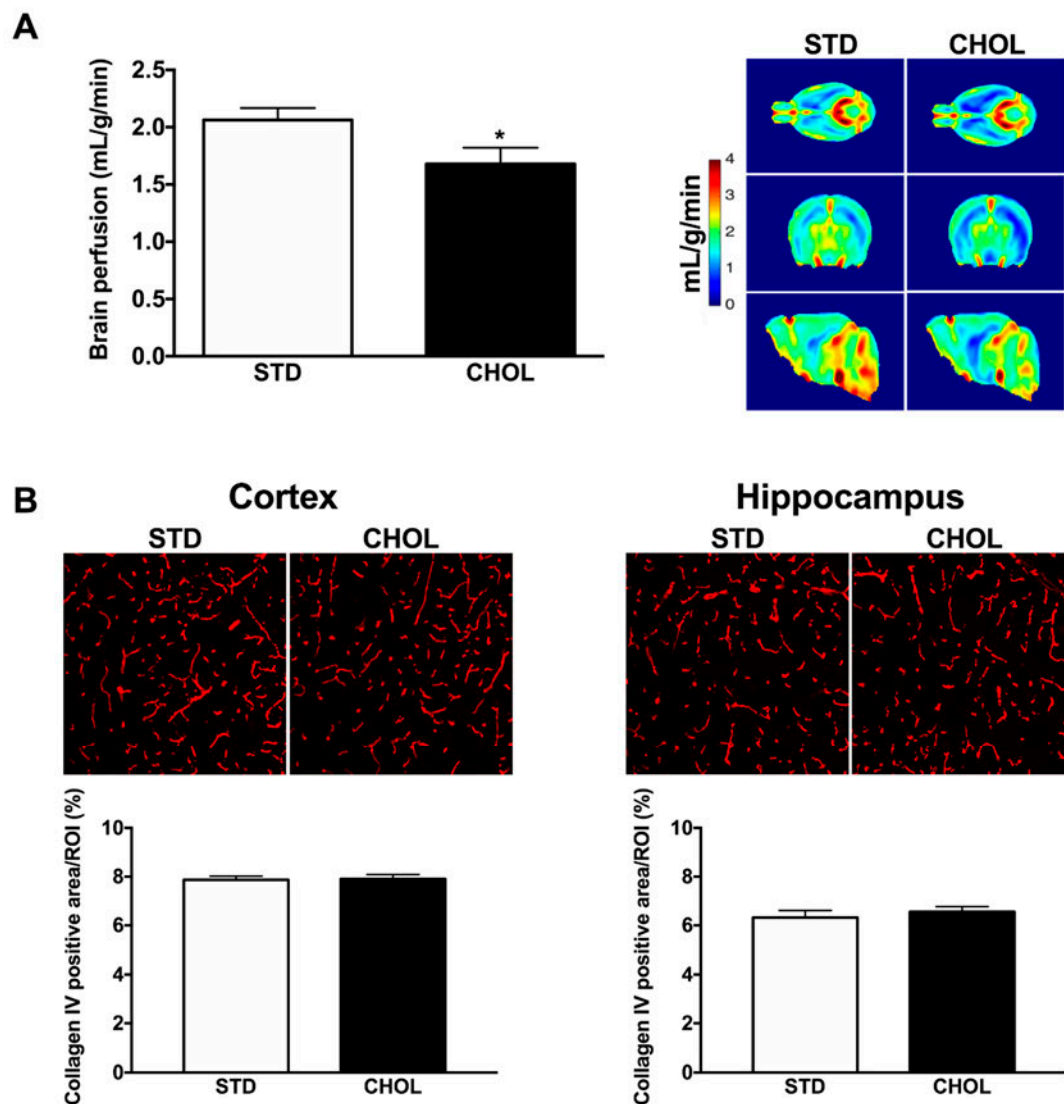 A
Brain perfusion (mL/g/min)
2.5
2.0
1.5
1.0
0.5
0.0
*
STD
CHOL
STD CHOL
mL/g/min
4
3
2
1
0
B
Cortex
STD CHOL
Collagen IV positive area/ROI (%)
10
8
6
4
2
0
STD
CHOL
Hippocampus
STD CHOL
Collagen IV positive area/ROI (%)
10
8
6
4
2
0
STD
CHOL